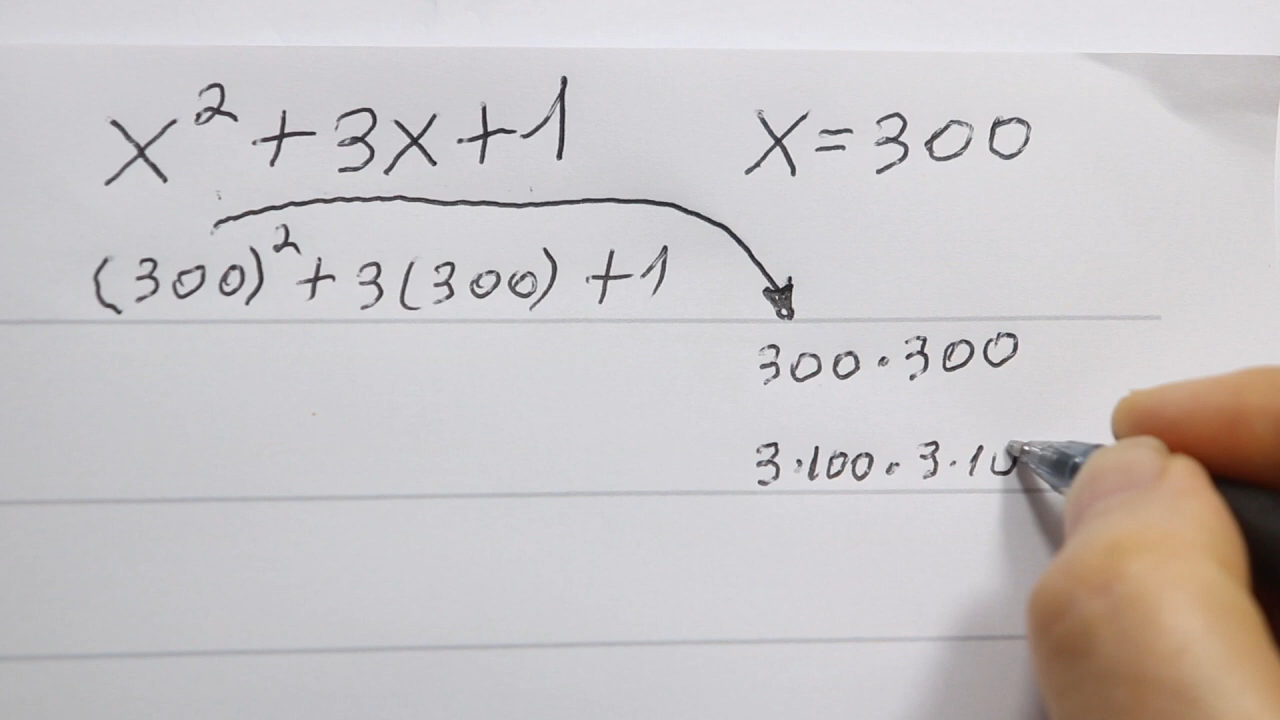 x² + 3x + 1
x = 300
(300)² + 3(300) + 1
300 · 300
3 · 100 · 3 · 10